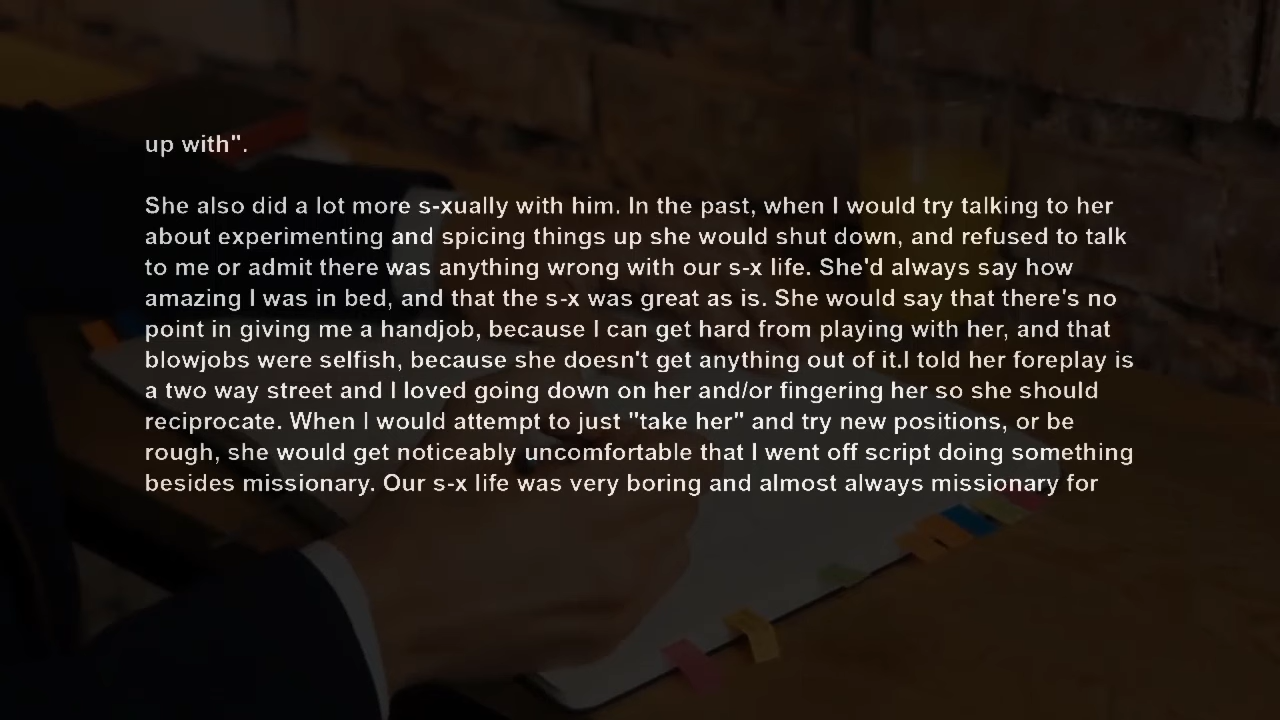 up with".
She also did a lot more s-xually with him. In the past, when I would try talking to her
about experimenting and spicing things up she would shut down, and refused to talk
to me or admit there was anything wrong with our s-x life. She'd always say how
amazing I was in bed, and that the s-x was great as is. She would say that there's no
point in giving me a handjob, because I can get hard from playing with her, and that
blowjobs were selfish, because she doesn't get anything out of it.I told her foreplay is
a two way street and I loved going down on her and/or fingering her so she should
reciprocate. When I would attempt to just "take her" and try new positions, or be
rough, she would get noticeably uncomfortable that I went off script doing something
besides missionary. Our s-x life was very boring and almost always missionary for